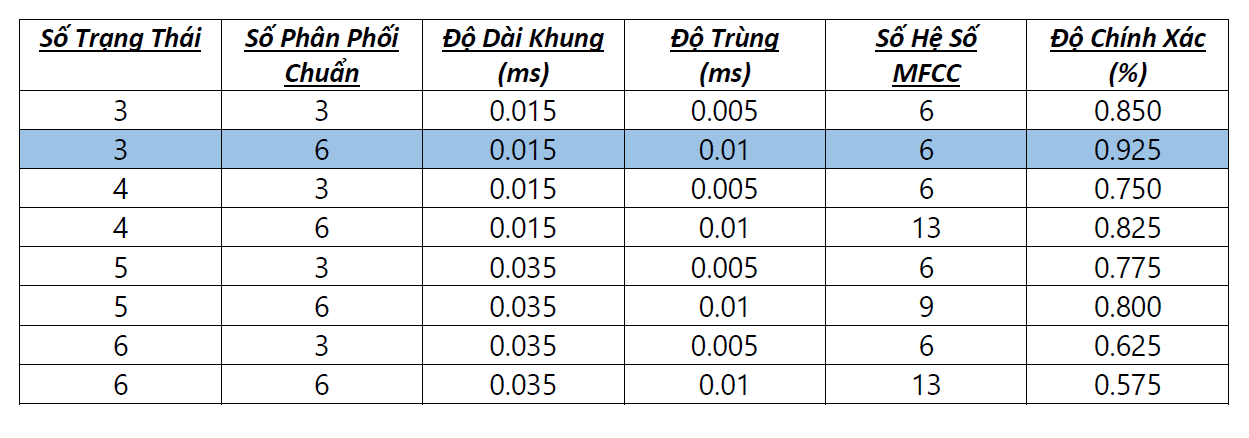 Số Trạng Thái Số Phân Phối Chuẩn Độ Dài Khung (ms) Độ Trùng (ms) Số Hệ Số MFCC Độ Chính Xác (%)
3 3 0.015 0.005 6 0.850
3 6 0.015 0.01 6 0.925
4 3 0.015 0.005 6 0.750
4 6 0.015 0.01 13 0.825
5 3 0.035 0.005 6 0.775
5 6 0.035 0.01 9 0.800
6 3 0.035 0.005 6 0.625
6 6 0.035 0.01 13 0.575